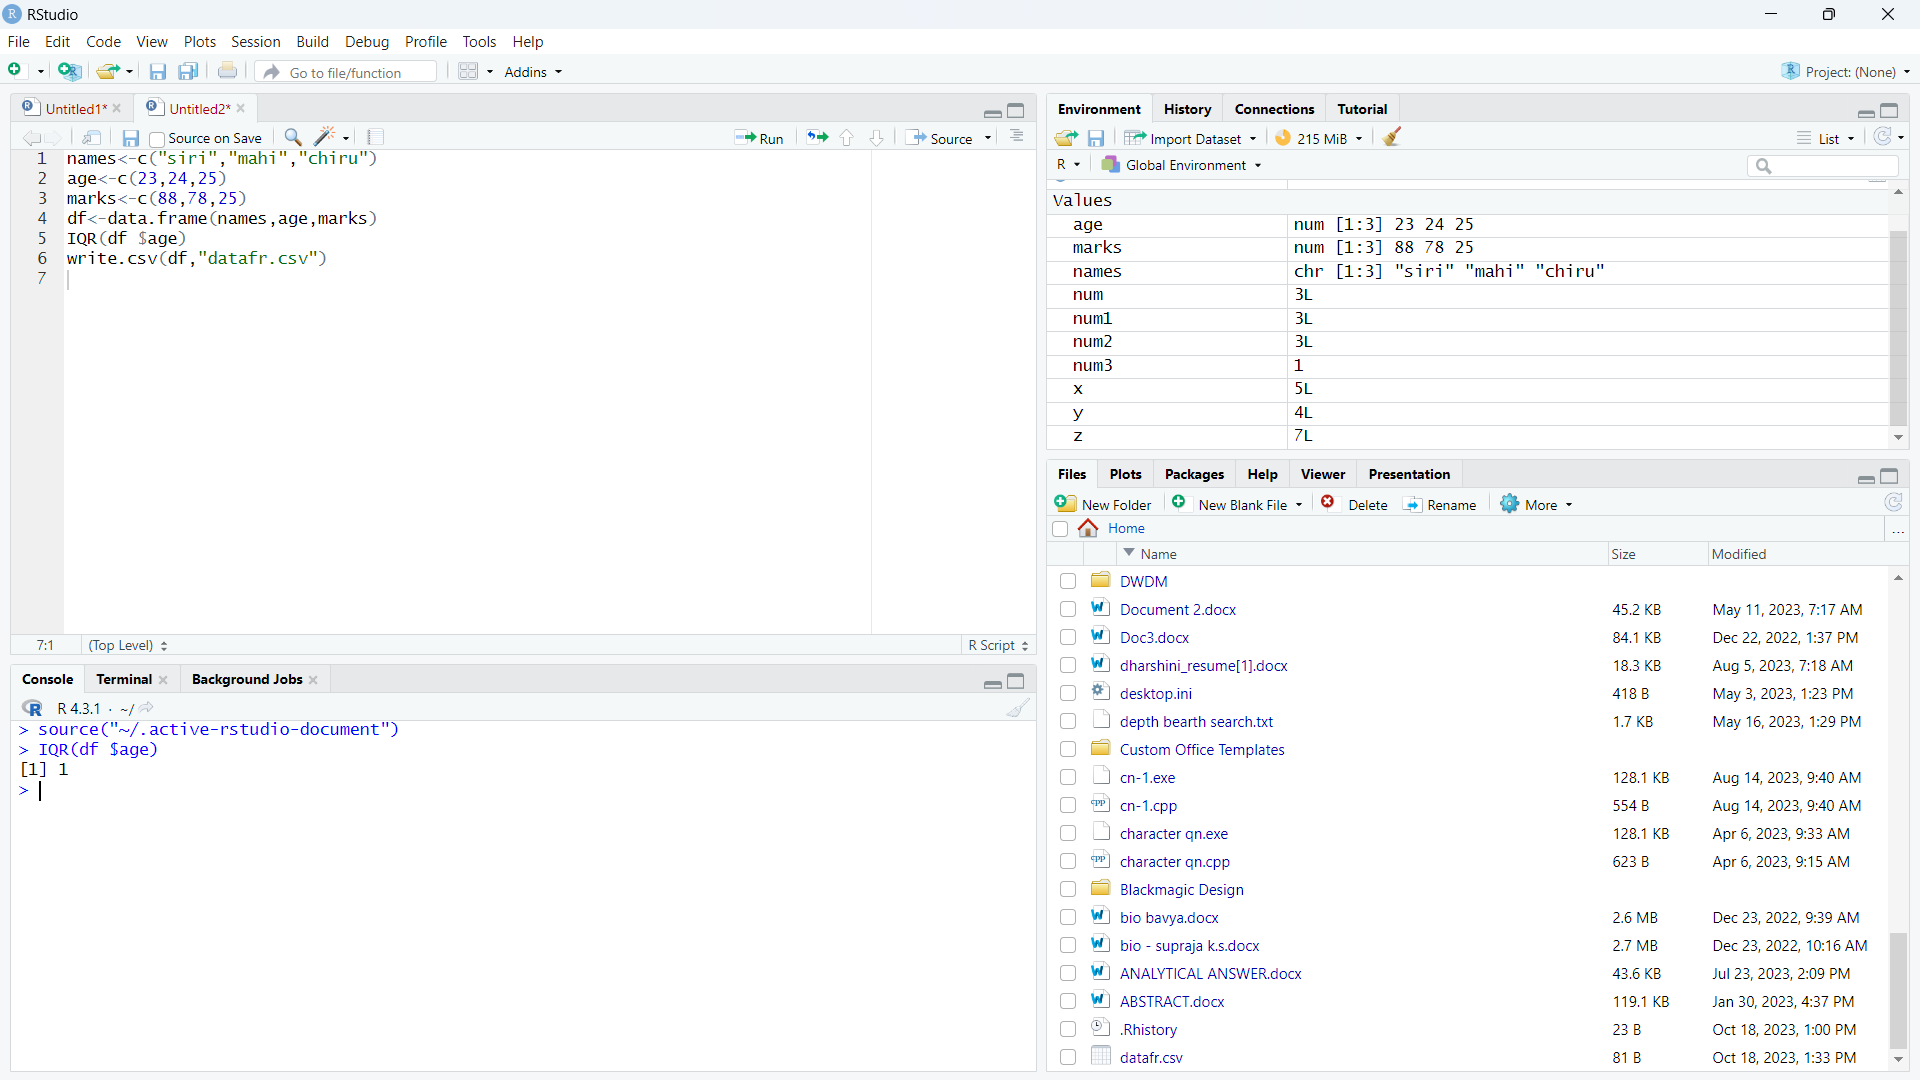 RStudio
File Edit Code View Plots Session Build Debug Profile Tools Help
Go to file/function Addins Project: (None)
Untitled1* Untitled2*
Source on Save Run Source
1 names<-c("siri","mahi","chiru")
2 age<-c(23,24,25)
3 marks<-c(88,78,25)
4 df<-data.frame(names,age,marks)
5 IQR(df $age)
6 write.csv(df,"datafr.csv")
7
7:1 (Top Level) R Script
Console Terminal Background Jobs
R 4.3.1 · ~/
> source("~/.active-rstudio-document")
> IQR(df $age)
[1] 1
>
Environment History Connections Tutorial
Import Dataset 215 MiB List
R Global Environment
Values
age num [1:3] 23 24 25
marks num [1:3] 88 78 25
names chr [1:3] "siri" "mahi" "chiru"
num 3L
num1 3L
num2 3L
num3 1
x 5L
y 4L
z 7L
Files Plots Packages Help Viewer Presentation
New Folder New Blank File Delete Rename More
Home ...
Name Size Modified
DWDM
Document 2.docx 45.2 KB May 11, 2023, 7:17 AM
Doc3.docx 84.1 KB Dec 22, 2022, 1:37 PM
dharshini_resume[1].docx 18.3 KB Aug 5, 2023, 7:18 AM
desktop.ini 418 B May 3, 2023, 1:23 PM
depth bearth search.txt 1.7 KB May 16, 2023, 1:29 PM
Custom Office Templates
cn-1.exe 128.1 KB Aug 14, 2023, 9:40 AM
cn-1.cpp 554 B Aug 14, 2023, 9:40 AM
character qn.exe 128.1 KB Apr 6, 2023, 9:33 AM
character qn.cpp 623 B Apr 6, 2023, 9:15 AM
Blackmagic Design
bio bavya.docx 2.6 MB Dec 23, 2022, 9:39 AM
bio - supraja k.s.docx 2.7 MB Dec 23, 2022, 10:16 AM
ANALYTICAL ANSWER.docx 43.6 KB Jul 23, 2023, 2:09 PM
ABSTRACT.docx 119.1 KB Jan 30, 2023, 4:37 PM
.Rhistory 23 B Oct 18, 2023, 1:00 PM
datafr.csv 81 B Oct 18, 2023, 1:33 PM